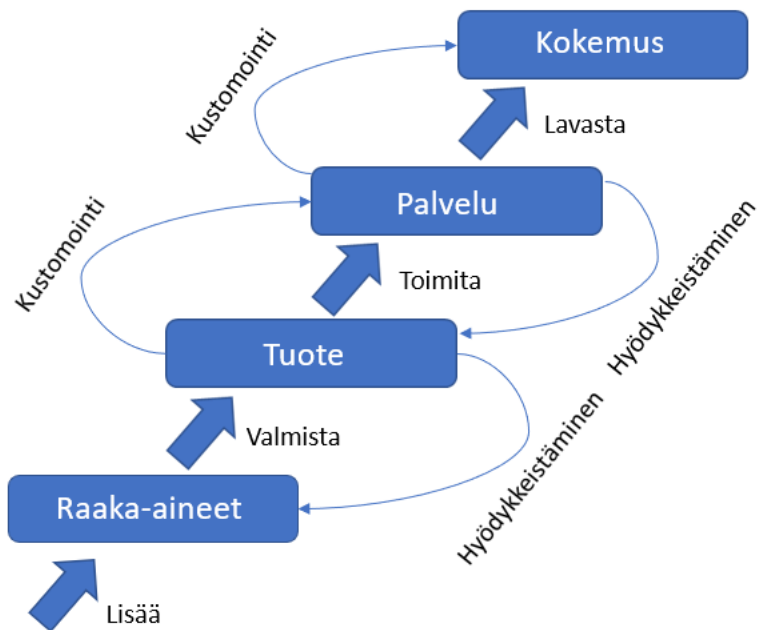 Kokemus
Kustomointi
Lavasta
Palvelu
Kustomointi
Toimita
Hyödykkeistäminen
Tuote
Valmista
Hyödykkeistäminen
Raaka-aineet
Lisää